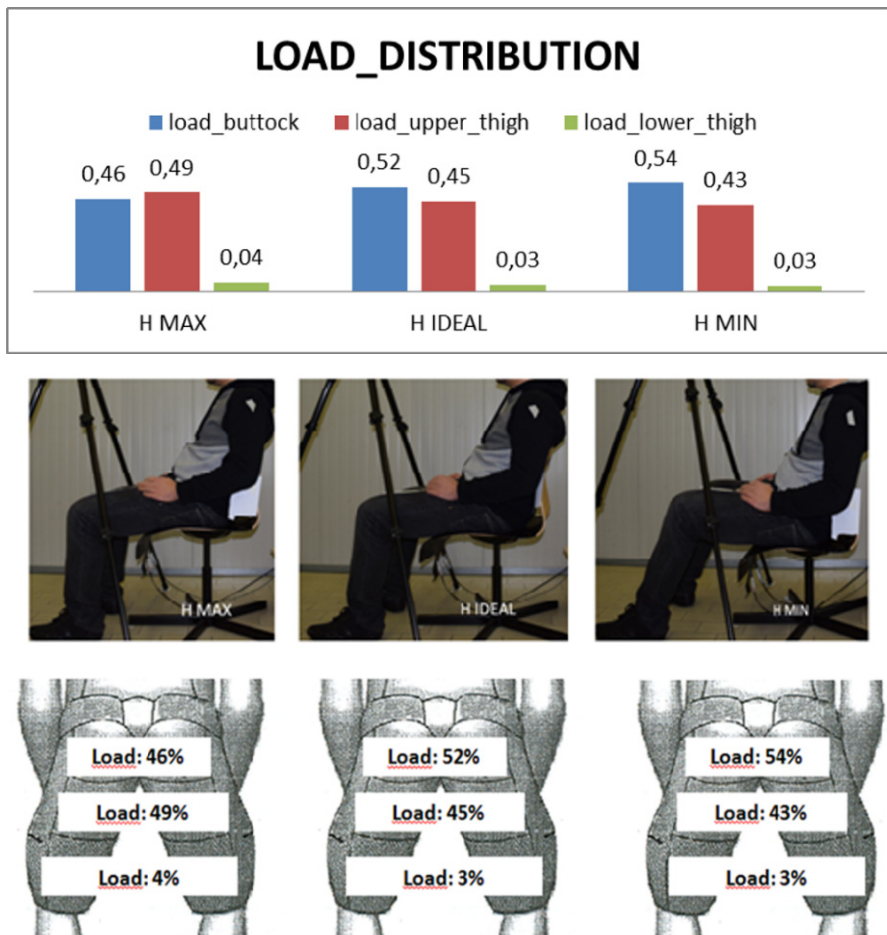 LOAD_DISTRIBUTION
load_buttock load_upper_thigh load_lower_thigh
0,46 0,49 0,04 0,52 0,45 0,03 0,54 0,43 0,03
H MAX H IDEAL H MIN
H MAX H IDEAL H MIN
Load: 46% Load: 52% Load: 54%
Load: 49% Load: 45% Load: 43%
Load: 4% Load: 3% Load: 3%